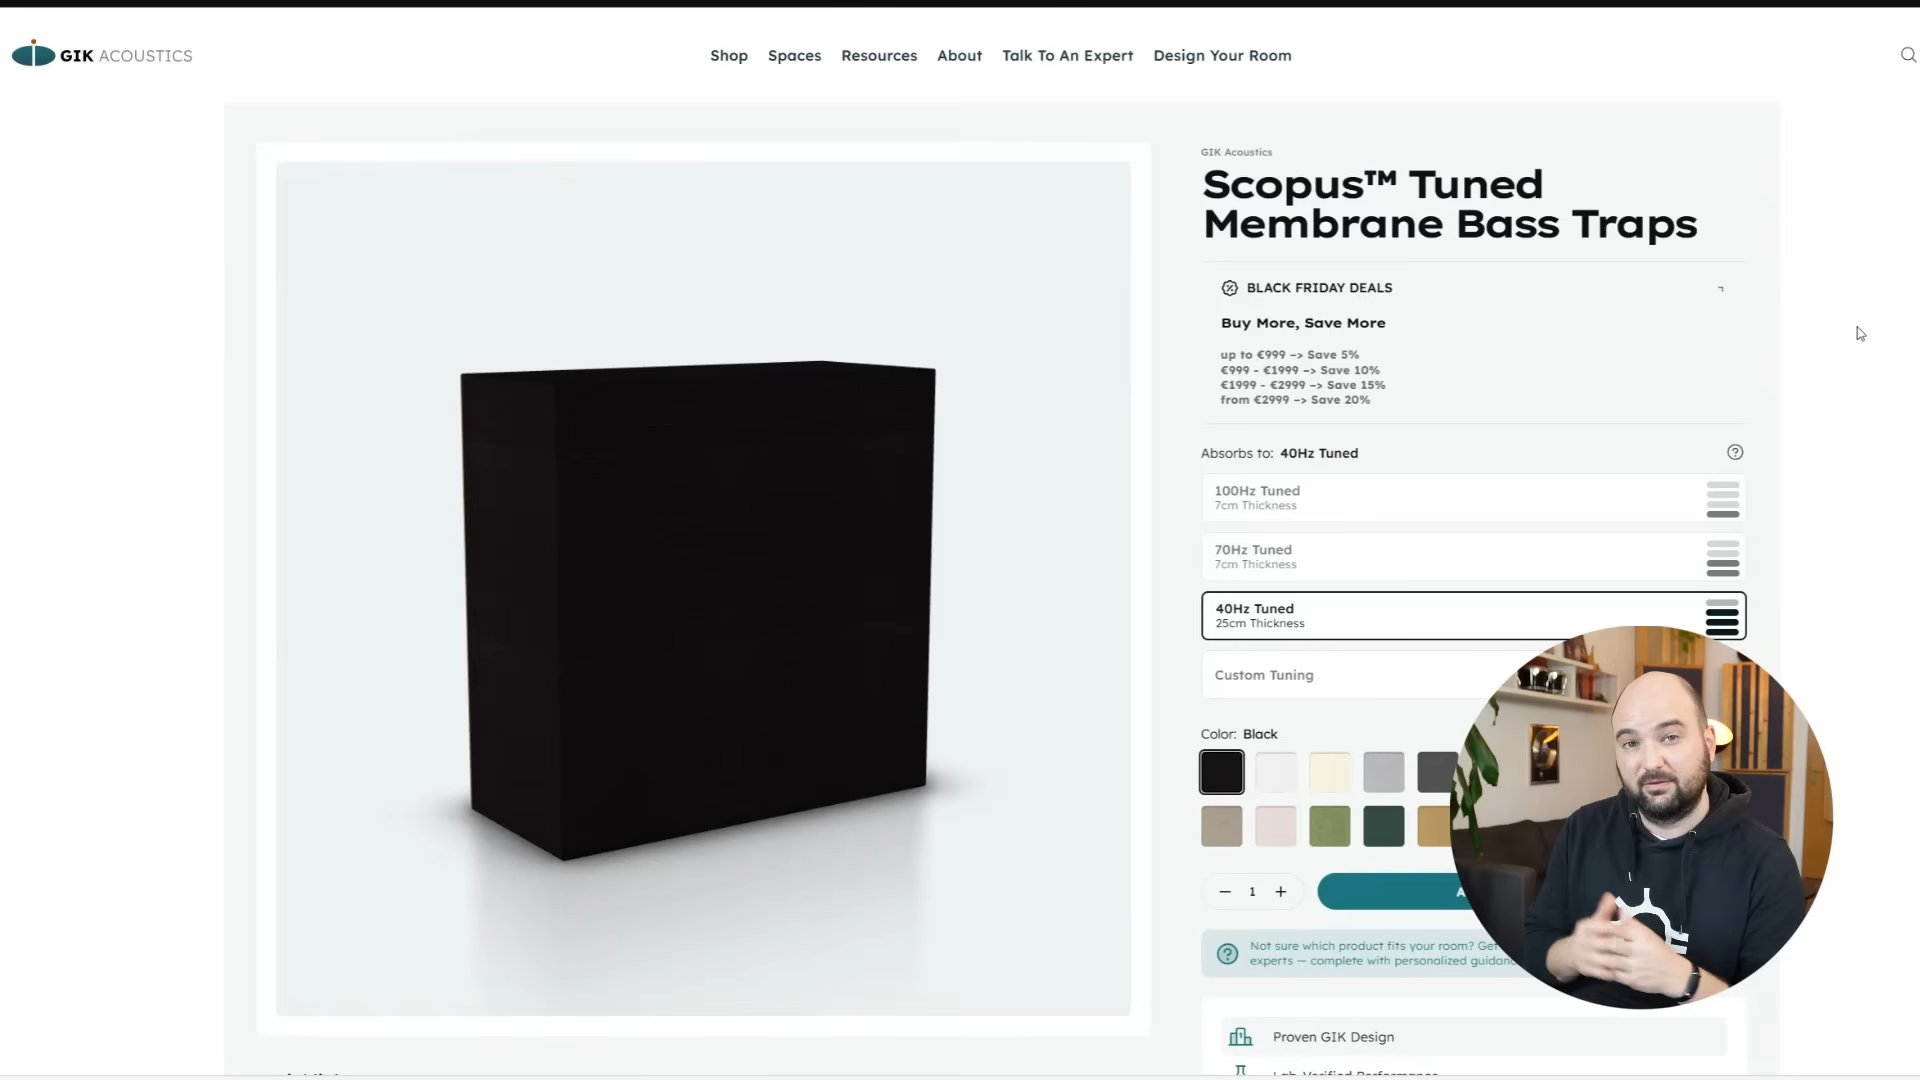 GIK ACOUSTICS
Shop Spaces Resources About Talk To An Expert Design Your Room
GIK Acoustics
Scopus™ Tuned
Membrane Bass Traps
BLACK FRIDAY DEALS
Buy More, Save More
up to €999 -> Save 5%
€999 - €1999 -> Save 10%
€1999 - €2999 -> Save 15%
from €2999 -> Save 20%
Absorbs to: 40Hz Tuned
100Hz Tuned
7cm Thickness
70Hz Tuned
7cm Thickness
40Hz Tuned
25cm Thickness
Custom Tuning
Color: Black
1
Not sure which product fits your room? Get
experts — complete with personalized
Proven GIK Design